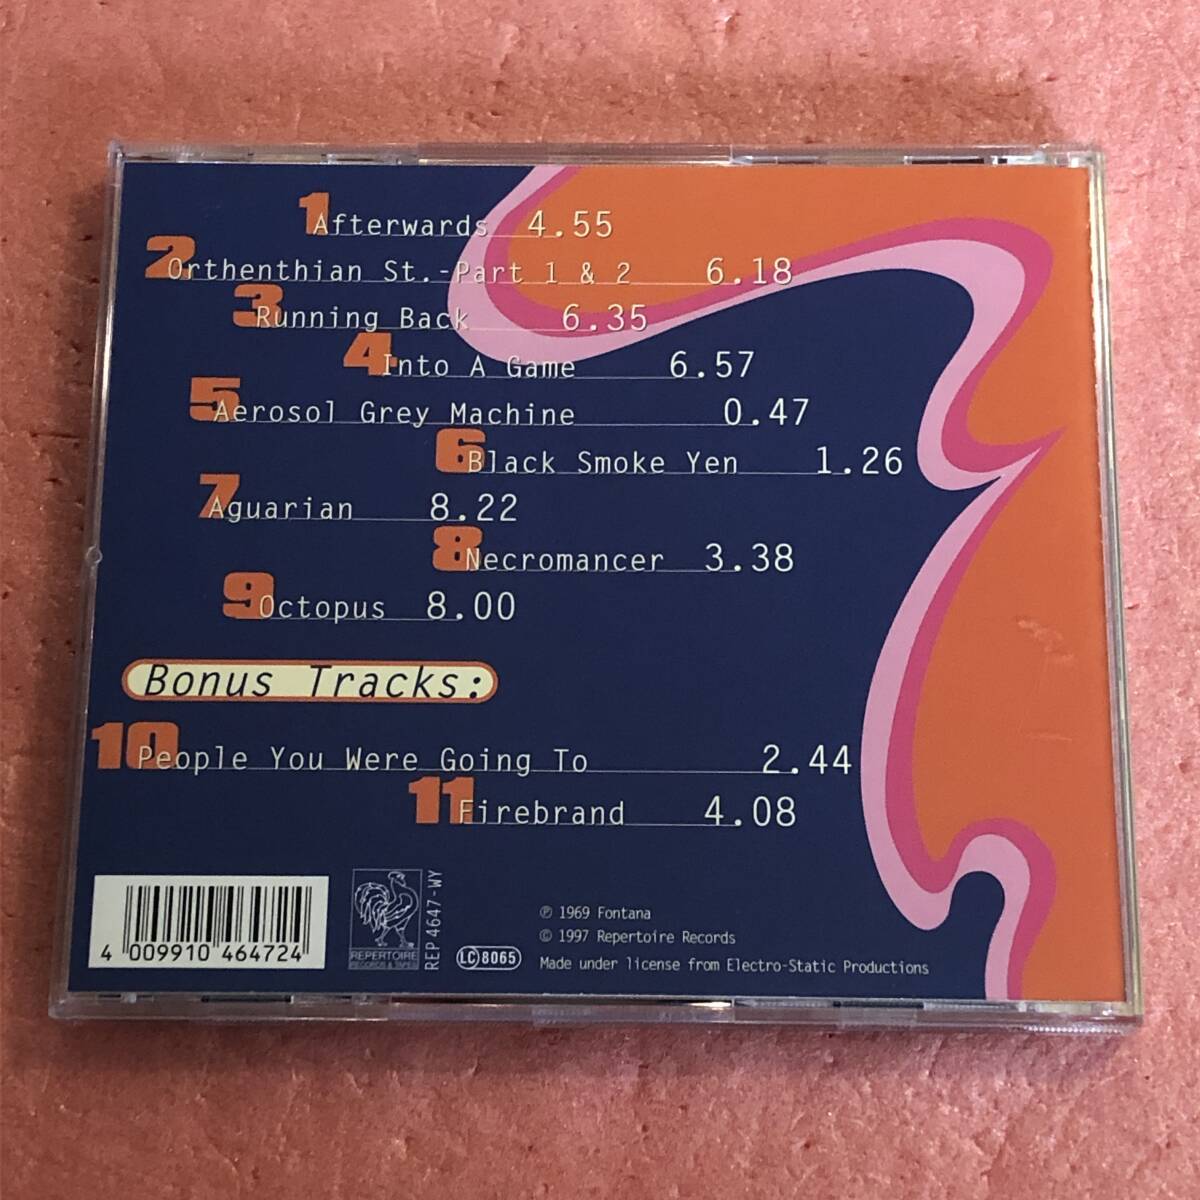 1 Afterwards 4.55
2 Orthenthian St.-Part 1 & 2 6.18
3 Running Back 6.35
4 Into A Game 6.57
5 Aerosol Grey Machine 0.47
6 Black Smoke Yen 1.26
7 Aguarian 8.22
8 Necromancer 3.38
9 Octopus 8.00
Bonus Tracks:
10 People You Were Going To 2.44
11 Firebrand 4.08
4 009910 464724
REPERTOIRE
RECORDS & TAPES
REP 4647-WY
LC 8065
℗ 1969 Fontana
© 1997 Repertoire Records
Made under license from Electro-Static Productions